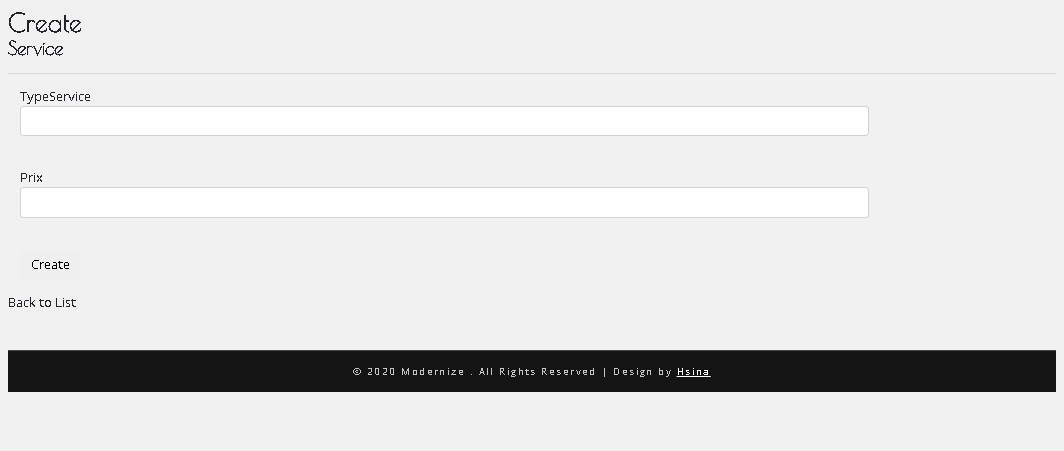 Create
Service
TypeService
Prix
Create
Back to List
© 2020 Modernize . All Rights Reserved | Design by Hsina